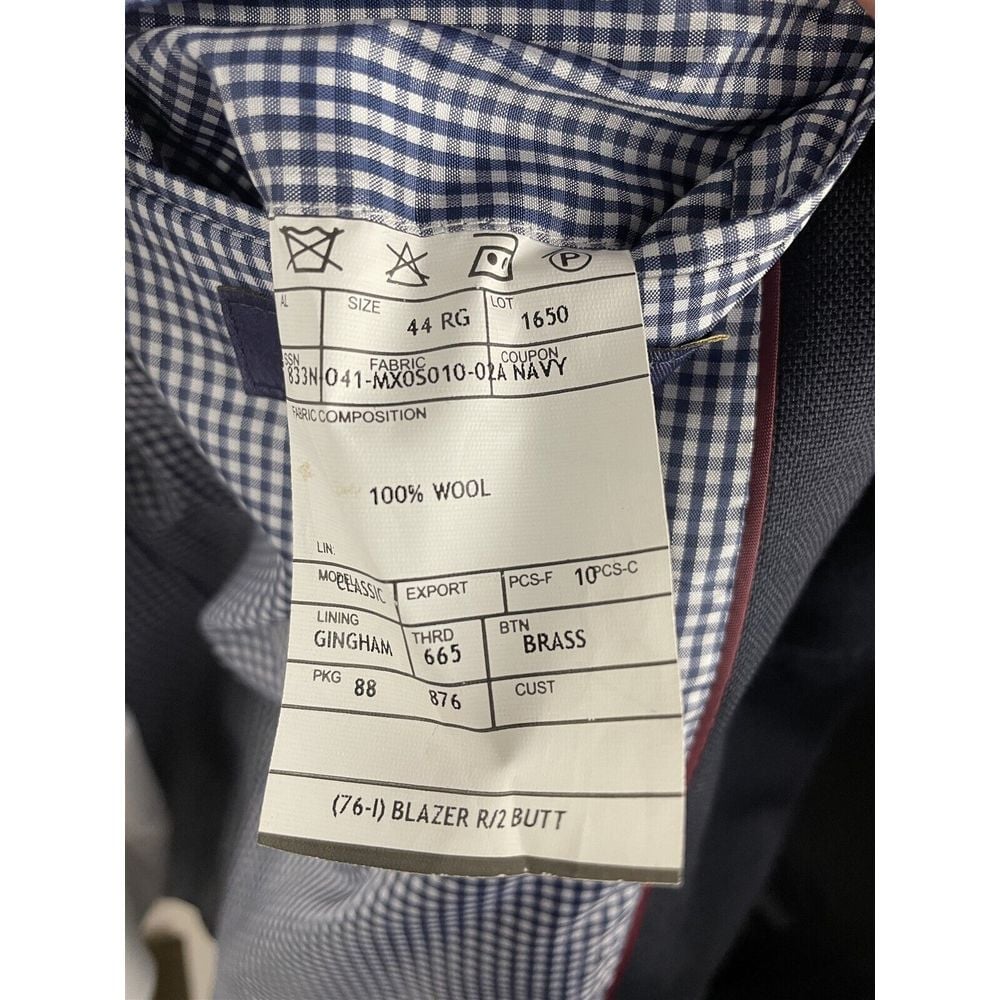 P
AL SIZE 44 RG LOT 1650
SSN FABRIC COUPON
833N-041-MX0S010-02A NAVY
FABRIC COMPOSITION
100% WOOL
LIN:
MODEL CLASSIC EXPORT PCS-F 10 PCS-C
LINING THRD BTN
GINGHAM 665 BRASS
PKG 88 876 CUST
(76-I) BLAZER R/2 BUTT